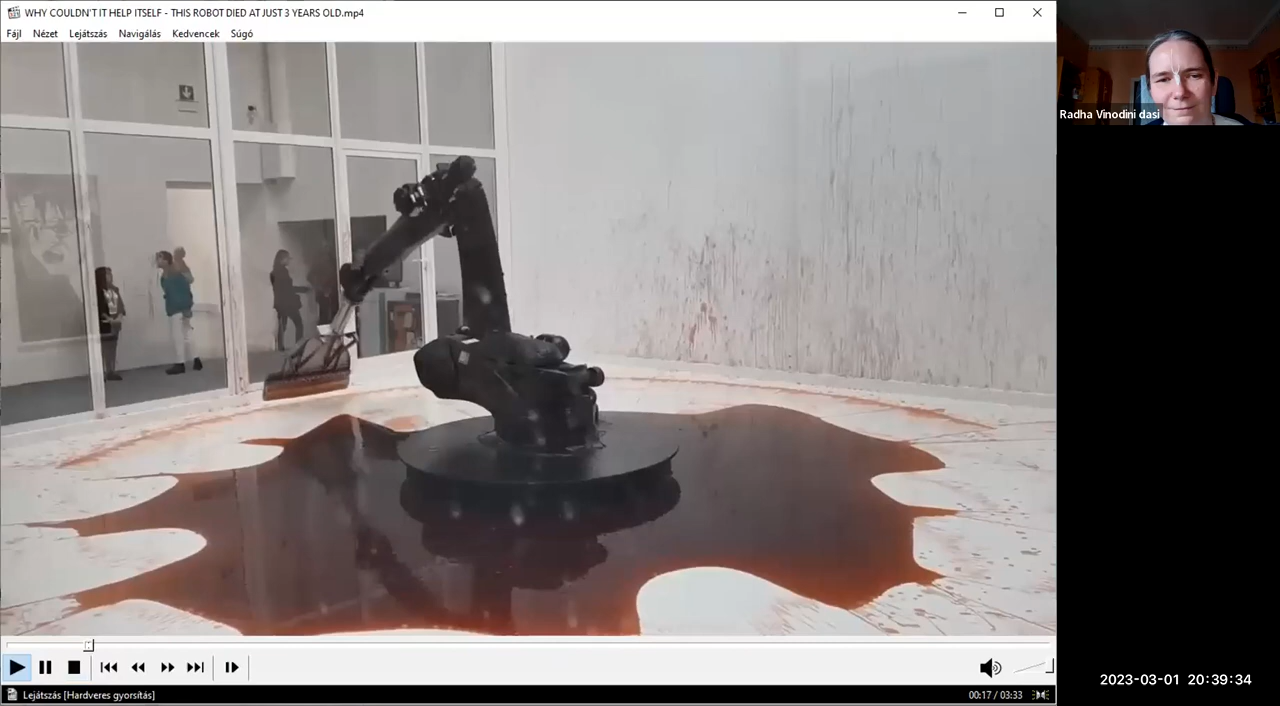 WHY COULDN'T IT HELP ITSELF - THIS ROBOT DIED AT JUST 3 YEARS OLD.mp4
Fájl Nézet Lejátszás Navigálás Kedvencek Súgó
Radha Vinodini dasi
2023-03-01 20:39:34
Lejátszás [Hardveres gyorsítás]
00:17 / 03:33